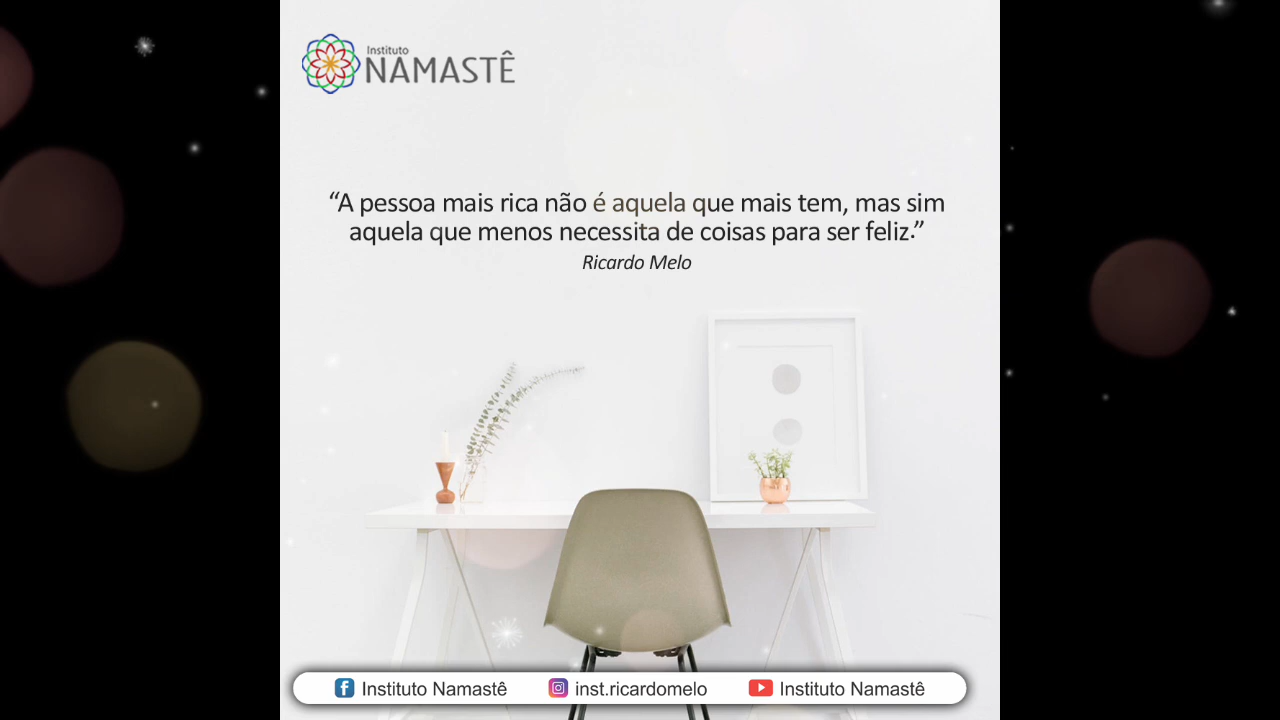 Instituto
NAMASTÊ
“A pessoa mais rica não é aquela que mais tem, mas sim
aquela que menos necessita de coisas para ser feliz.”
Ricardo Melo
Instituto Namastê inst.ricardomelo Instituto Namastê